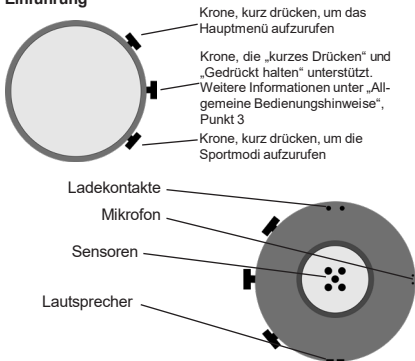 Einführung
Krone, kurz drücken, um das
Hauptmenü aufzurufen
Krone, die „kurzes Drücken“ und
„Gedrückt halten“ unterstützt.
Weitere Informationen unter „All-
gemeine Bedienungshinweise“,
Punkt 3
Krone, kurz drücken, um die
Sportmodi aufzurufen
Ladekontakte
Mikrofon
Sensoren
Lautsprecher